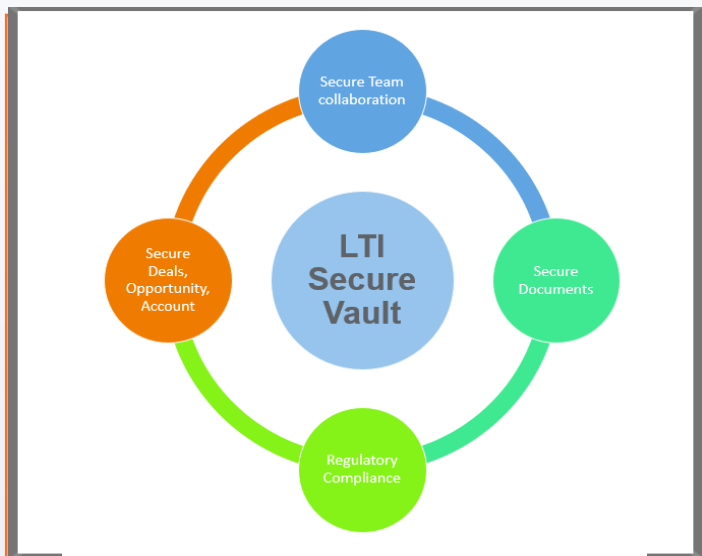 Secure Team
collaboration
LTI
Secure
Vault
Secure
Deals,
Opportunity,
Account
Secure
Documents
Regulatory
Compliance